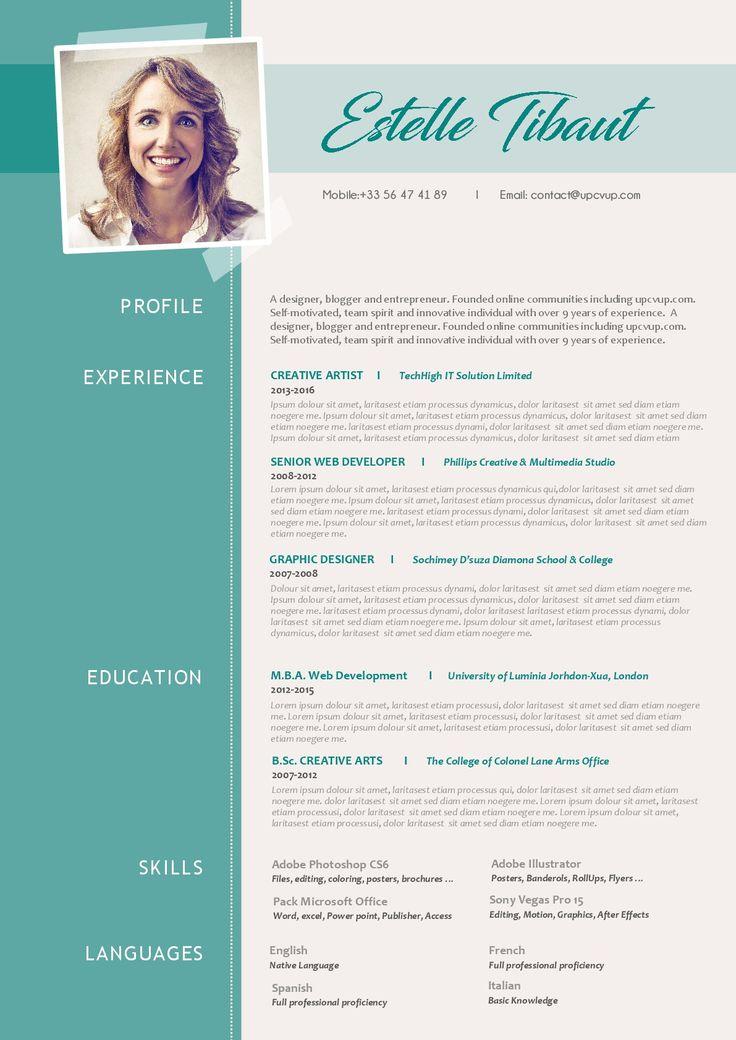 Estelle Tibaut
Mobile:+33 56 47 41 89 | Email: contact@upcvup.com
PROFILE
A designer, blogger and entrepreneur. Founded online communities including upcvup.com.
Self-motivated, team spirit and innovative individual with over 9 years of experience. A
designer, blogger and entrepreneur. Founded online communities including upcvup.com.
Self-motivated, team spirit and innovative individual with over 9 years of experience.
EXPERIENCE
CREATIVE ARTIST | TechHigh IT Solution Limited
2013-2016
Ipsum dolour sit amet, laritasest etiam processus dynamicus, dolor laritasest sit amet sed diam
etiam noegere me. Ipsum dolour sit amet, laritasest etiam processus dynamicus, dolor laritasest
sit amet sed diam etiam noegere me. laritasest etiam processus dynami, dolor laritasest sit amet sed diam etiam noegere me.
Ipsum dolour sit amet, laritasest etiam processus dynamicus, dolor laritasest sit amet sed diam etiam
SENIOR WEB DEVELOPER | Phillips Creative & Multimedia Studio
2008-2012
Lorem ipsum dolour sit amet, laritasest etiam processus dynamicus qui,dolor laritasest sit amet sed diam
etiam noegere me. Ipsum dolour sit amet, laritasest etiam processus dynamicus, dolor laritasest sit amet
sed diam etiam noegere me. laritasest etiam processus dynami, dolor laritasest sit amet sed diam etiam
noegere me. Ipsum dolour sit amet, laritasest etiam processus dynamicus, dolor laritasest sit amet sed diam
etiam noegere me.
GRAPHIC DESIGNER | Sochimey D'suza Diamona School & College
2007-2008
Dolour sit amet, laritasest etiam processus dynami, dolor laritasest sit amet sed diam etiam noegere me.
Ipsum dolour sit amet, laritasest etiam processus dynamicus, dolor laritasest sit amet sed diam etiam
noegere me. laritasest etiam processus dynami, dolor laritasest etiam processus dynami, dolor
laritasest sit amet sed diam etiam noegere me. Ipsum dolour sit amet, laritasest etiam processus
dynamicus, dolor laritasest sit amet sed diam etiam noegere me.
EDUCATION
M.B.A. Web Development | University of Luminia Jorhdon-Xua, London
2012-2015
Lorem ipsum dolour sit amet, laritasest etiam processusi, dolor laritasest sit amet sed diam etiam noegere
me. Lorem ipsum dolour sit amet, laritasest etiam processusi, dolor laritasest sit amet sed diam etiam
noegere me. Lorem ipsum dolour sit amet, laritasest etiam processusi, dolor laritasest sit amet sed diam etiam noegere
me.
B.Sc. CREATIVE ARTS | The College of Colonel Lane Arms Office
2007-2012
Lorem ipsum dolour sit amet, laritasest etiam processus qui, dolor laritasest sit amet sed diam etiam
noegere me. dolor laritasest sit amet sed diam etiam noegere me. Lorem ipsum dolour sit amet, laritasest
etiam processusi, dolor laritasest sit amet sed diam etiam noegere me. Lorem ipsum dolour sit amet,
laritasest etiam processusi, dolor laritasest sit amet sed diam etiam noegere me.
SKILLS
Adobe Photoshop CS6
Files, editing, coloring, posters, brochures ...
Adobe Illustrator
Posters, Banderols, RollUps, Flyers ...
Pack Microsoft Office
Word, excel, Power point, Publisher, Access
Sony Vegas Pro 15
Editing, Motion, Graphics, After Effects
LANGUAGES
English
Native Language
French
Full professional proficiency
Spanish
Full professional proficiency
Italian
Basic Knowledge